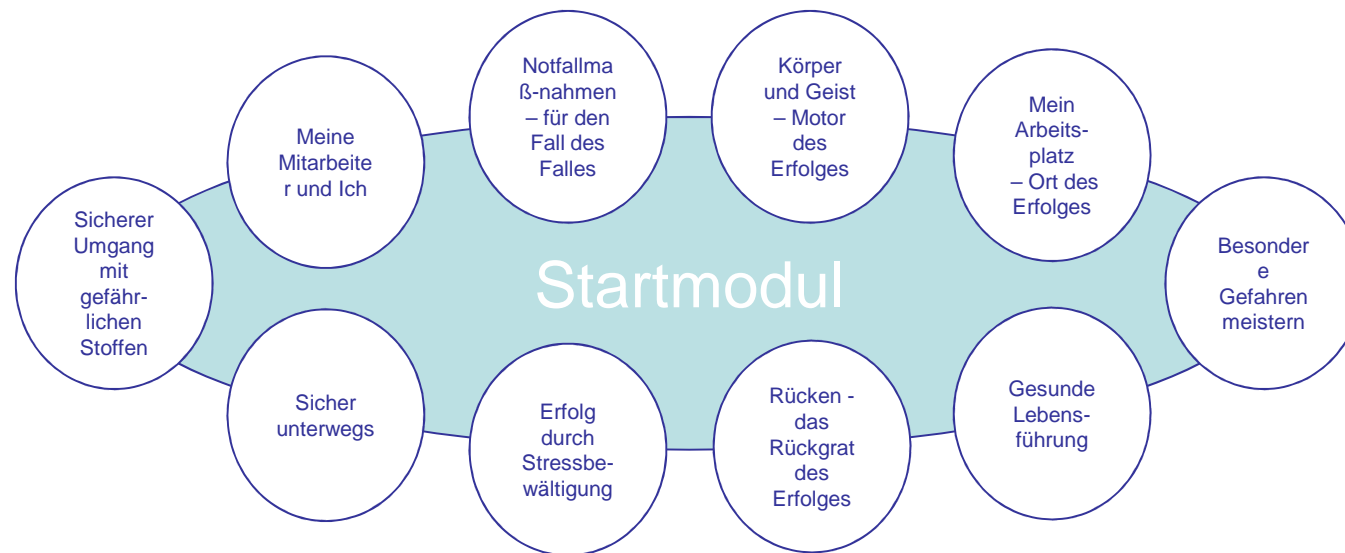 Notfallma
ß-nahmen
– für den
Fall des
Falles
Körper
und Geist
– Motor
des
Erfolges
Meine
Mitarbeite
r und Ich
Mein
Arbeits-
platz
– Ort des
Erfolges
Sicherer
Umgang
mit
gefähr-
lichen
Stoffen
Startmodul
Besonder
e
Gefahren
meistern
Sicher
unterwegs
Erfolg
durch
Stressbe-
wältigung
Rücken -
das
Rückgrat
des
Erfolges
Gesunde
Lebens-
führung